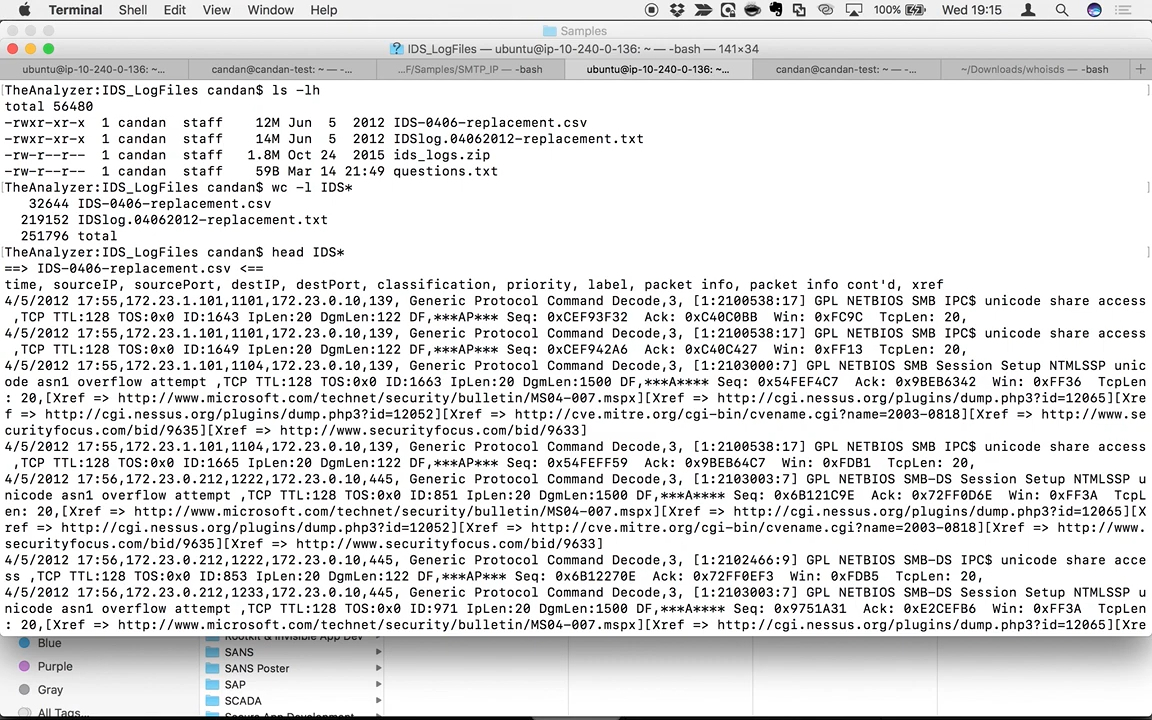 Terminal Shell Edit View Window Help 100% Wed 19:15
Samples
IDS_LogFiles — ubuntu@ip-10-240-0-136: ~ — -bash — 141×34
ubuntu@ip-10-240-0-136: ~... candan@candan-test: ~ — -... ...F/Samples/SMTP_IP — -bash ubuntu@ip-10-240-0-136: ~... candan@candan-test: ~ — -... ~/Downloads/whoisds — -bash +
[TheAnalyzer:IDS_LogFiles candan$ ls -lh ]
total 56480
-rwxr-xr-x 1 candan staff 12M Jun 5 2012 IDS-0406-replacement.csv
-rwxr-xr-x 1 candan staff 14M Jun 5 2012 IDSlog.04062012-replacement.txt
-rw-r--r-- 1 candan staff 1.8M Oct 24 2015 ids_logs.zip
-rw-r--r-- 1 candan staff 59B Mar 14 21:49 questions.txt
[TheAnalyzer:IDS_LogFiles candan$ wc -l IDS* ]
32644 IDS-0406-replacement.csv
219152 IDSlog.04062012-replacement.txt
251796 total
[TheAnalyzer:IDS_LogFiles candan$ head IDS* ]
==> IDS-0406-replacement.csv <==
time, sourceIP, sourcePort, destIP, destPort, classification, priority, label, packet info, packet info cont'd, xref
4/5/2012 17:55,172.23.1.101,1101,172.23.0.10,139, Generic Protocol Command Decode,3, [1:2100538:17] GPL NETBIOS SMB IPC$ unicode share access
,TCP TTL:128 TOS:0x0 ID:1643 IpLen:20 DgmLen:122 DF,***AP*** Seq: 0xCEF93F32 Ack: 0xC40C0BB Win: 0xFC9C TcpLen: 20,
4/5/2012 17:55,172.23.1.101,1101,172.23.0.10,139, Generic Protocol Command Decode,3, [1:2100538:17] GPL NETBIOS SMB IPC$ unicode share access
,TCP TTL:128 TOS:0x0 ID:1649 IpLen:20 DgmLen:122 DF,***AP*** Seq: 0xCEF942A6 Ack: 0xC40C427 Win: 0xFF13 TcpLen: 20,
4/5/2012 17:55,172.23.1.101,1104,172.23.0.10,139, Generic Protocol Command Decode,3, [1:2103000:7] GPL NETBIOS SMB Session Setup NTMLSSP unic
ode asn1 overflow attempt ,TCP TTL:128 TOS:0x0 ID:1663 IpLen:20 DgmLen:1500 DF,***A**** Seq: 0x54FEF4C7 Ack: 0x9BEB6342 Win: 0xFF36 TcpLen
: 20,[Xref => http://www.microsoft.com/technet/security/bulletin/MS04-007.mspx][Xref => http://cgi.nessus.org/plugins/dump.php3?id=12065][Xre
f => http://cgi.nessus.org/plugins/dump.php3?id=12052][Xref => http://cve.mitre.org/cgi-bin/cvename.cgi?name=2003-0818][Xref => http://www.se
curityfocus.com/bid/9635][Xref => http://www.securityfocus.com/bid/9633]
4/5/2012 17:55,172.23.1.101,1104,172.23.0.10,139, Generic Protocol Command Decode,3, [1:2100538:17] GPL NETBIOS SMB IPC$ unicode share access
,TCP TTL:128 TOS:0x0 ID:1665 IpLen:20 DgmLen:122 DF,***AP*** Seq: 0x54FEFF59 Ack: 0x9BEB64C7 Win: 0xFDB1 TcpLen: 20,
4/5/2012 17:56,172.23.0.212,1222,172.23.0.10,445, Generic Protocol Command Decode,3, [1:2103003:7] GPL NETBIOS SMB-DS Session Setup NTMLSSP u
nicode asn1 overflow attempt ,TCP TTL:128 TOS:0x0 ID:851 IpLen:20 DgmLen:1500 DF,***A**** Seq: 0x6B121C9E Ack: 0x72FF0D6E Win: 0xFF3A TcpL
en: 20,[Xref => http://www.microsoft.com/technet/security/bulletin/MS04-007.mspx][Xref => http://cgi.nessus.org/plugins/dump.php3?id=12065][X
ref => http://cgi.nessus.org/plugins/dump.php3?id=12052][Xref => http://cve.mitre.org/cgi-bin/cvename.cgi?name=2003-0818][Xref => http://www.
securityfocus.com/bid/9635][Xref => http://www.securityfocus.com/bid/9633]
4/5/2012 17:56,172.23.0.212,1222,172.23.0.10,445, Generic Protocol Command Decode,3, [1:2102466:9] GPL NETBIOS SMB-DS IPC$ unicode share acce
ss ,TCP TTL:128 TOS:0x0 ID:853 IpLen:20 DgmLen:122 DF,***AP*** Seq: 0x6B12270E Ack: 0x72FF0EF3 Win: 0xFDB5 TcpLen: 20,
4/5/2012 17:56,172.23.0.212,1233,172.23.0.10,445, Generic Protocol Command Decode,3, [1:2103003:7] GPL NETBIOS SMB-DS Session Setup NTMLSSP u
nicode asn1 overflow attempt ,TCP TTL:128 TOS:0x0 ID:971 IpLen:20 DgmLen:1500 DF,***A**** Seq: 0x9751A31 Ack: 0xE2CEFB6 Win: 0xFF3A TcpLen
: 20,[Xref => http://www.microsoft.com/technet/security/bulletin/MS04-007.mspx][Xref => http://cgi.nessus.org/plugins/dump.php3?id=12065][Xre
Rootkit & Invisible App Dev
Blue SANS
Purple SANS Poster
Gray SAP
SCADA
All Tags... Secure App Development